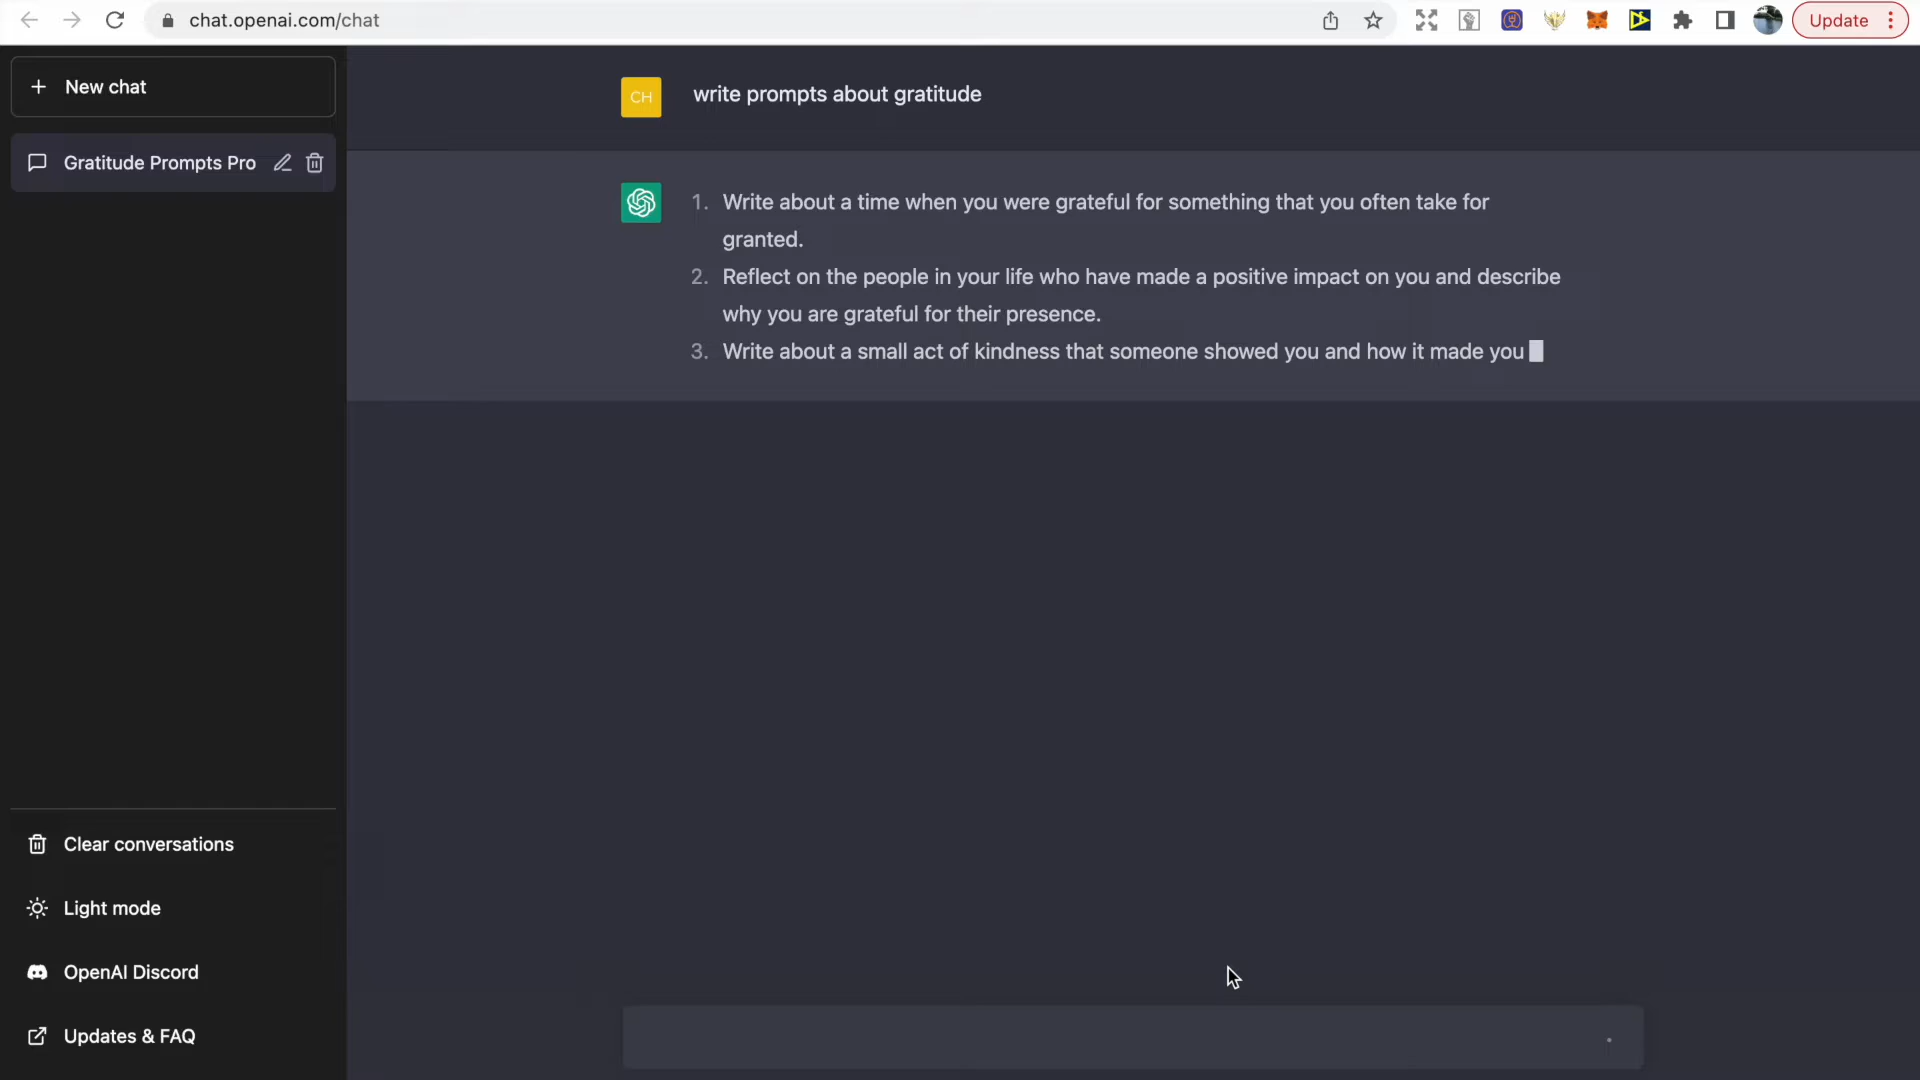 chat.openai.com/chat
Update
New chat
Gratitude Prompts Pro
CH
write prompts about gratitude
1. Write about a time when you were grateful for something that you often take for
granted.
2. Reflect on the people in your life who have made a positive impact on you and describe
why you are grateful for their presence.
3. Write about a small act of kindness that someone showed you and how it made you
Clear conversations
Light mode
OpenAI Discord
Updates & FAQ